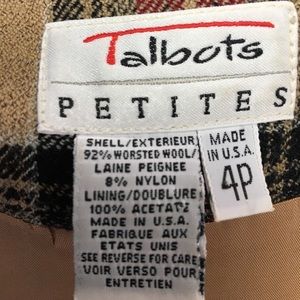 Talbots
PETITES
SHELL/EXTERIEUR
92% WORSTED WOOL/
LAINE PEIGNEE
8% NYLON
LINING/DOUBLURE
100% ACETATE
MADE IN U.S.A.
FABRIQUE AUX
ETATS UNIS
SEE REVERSE FOR CARE
VOIR VERSO POUR
ENTRETIEN
MADE
IN U.S.A.
4P